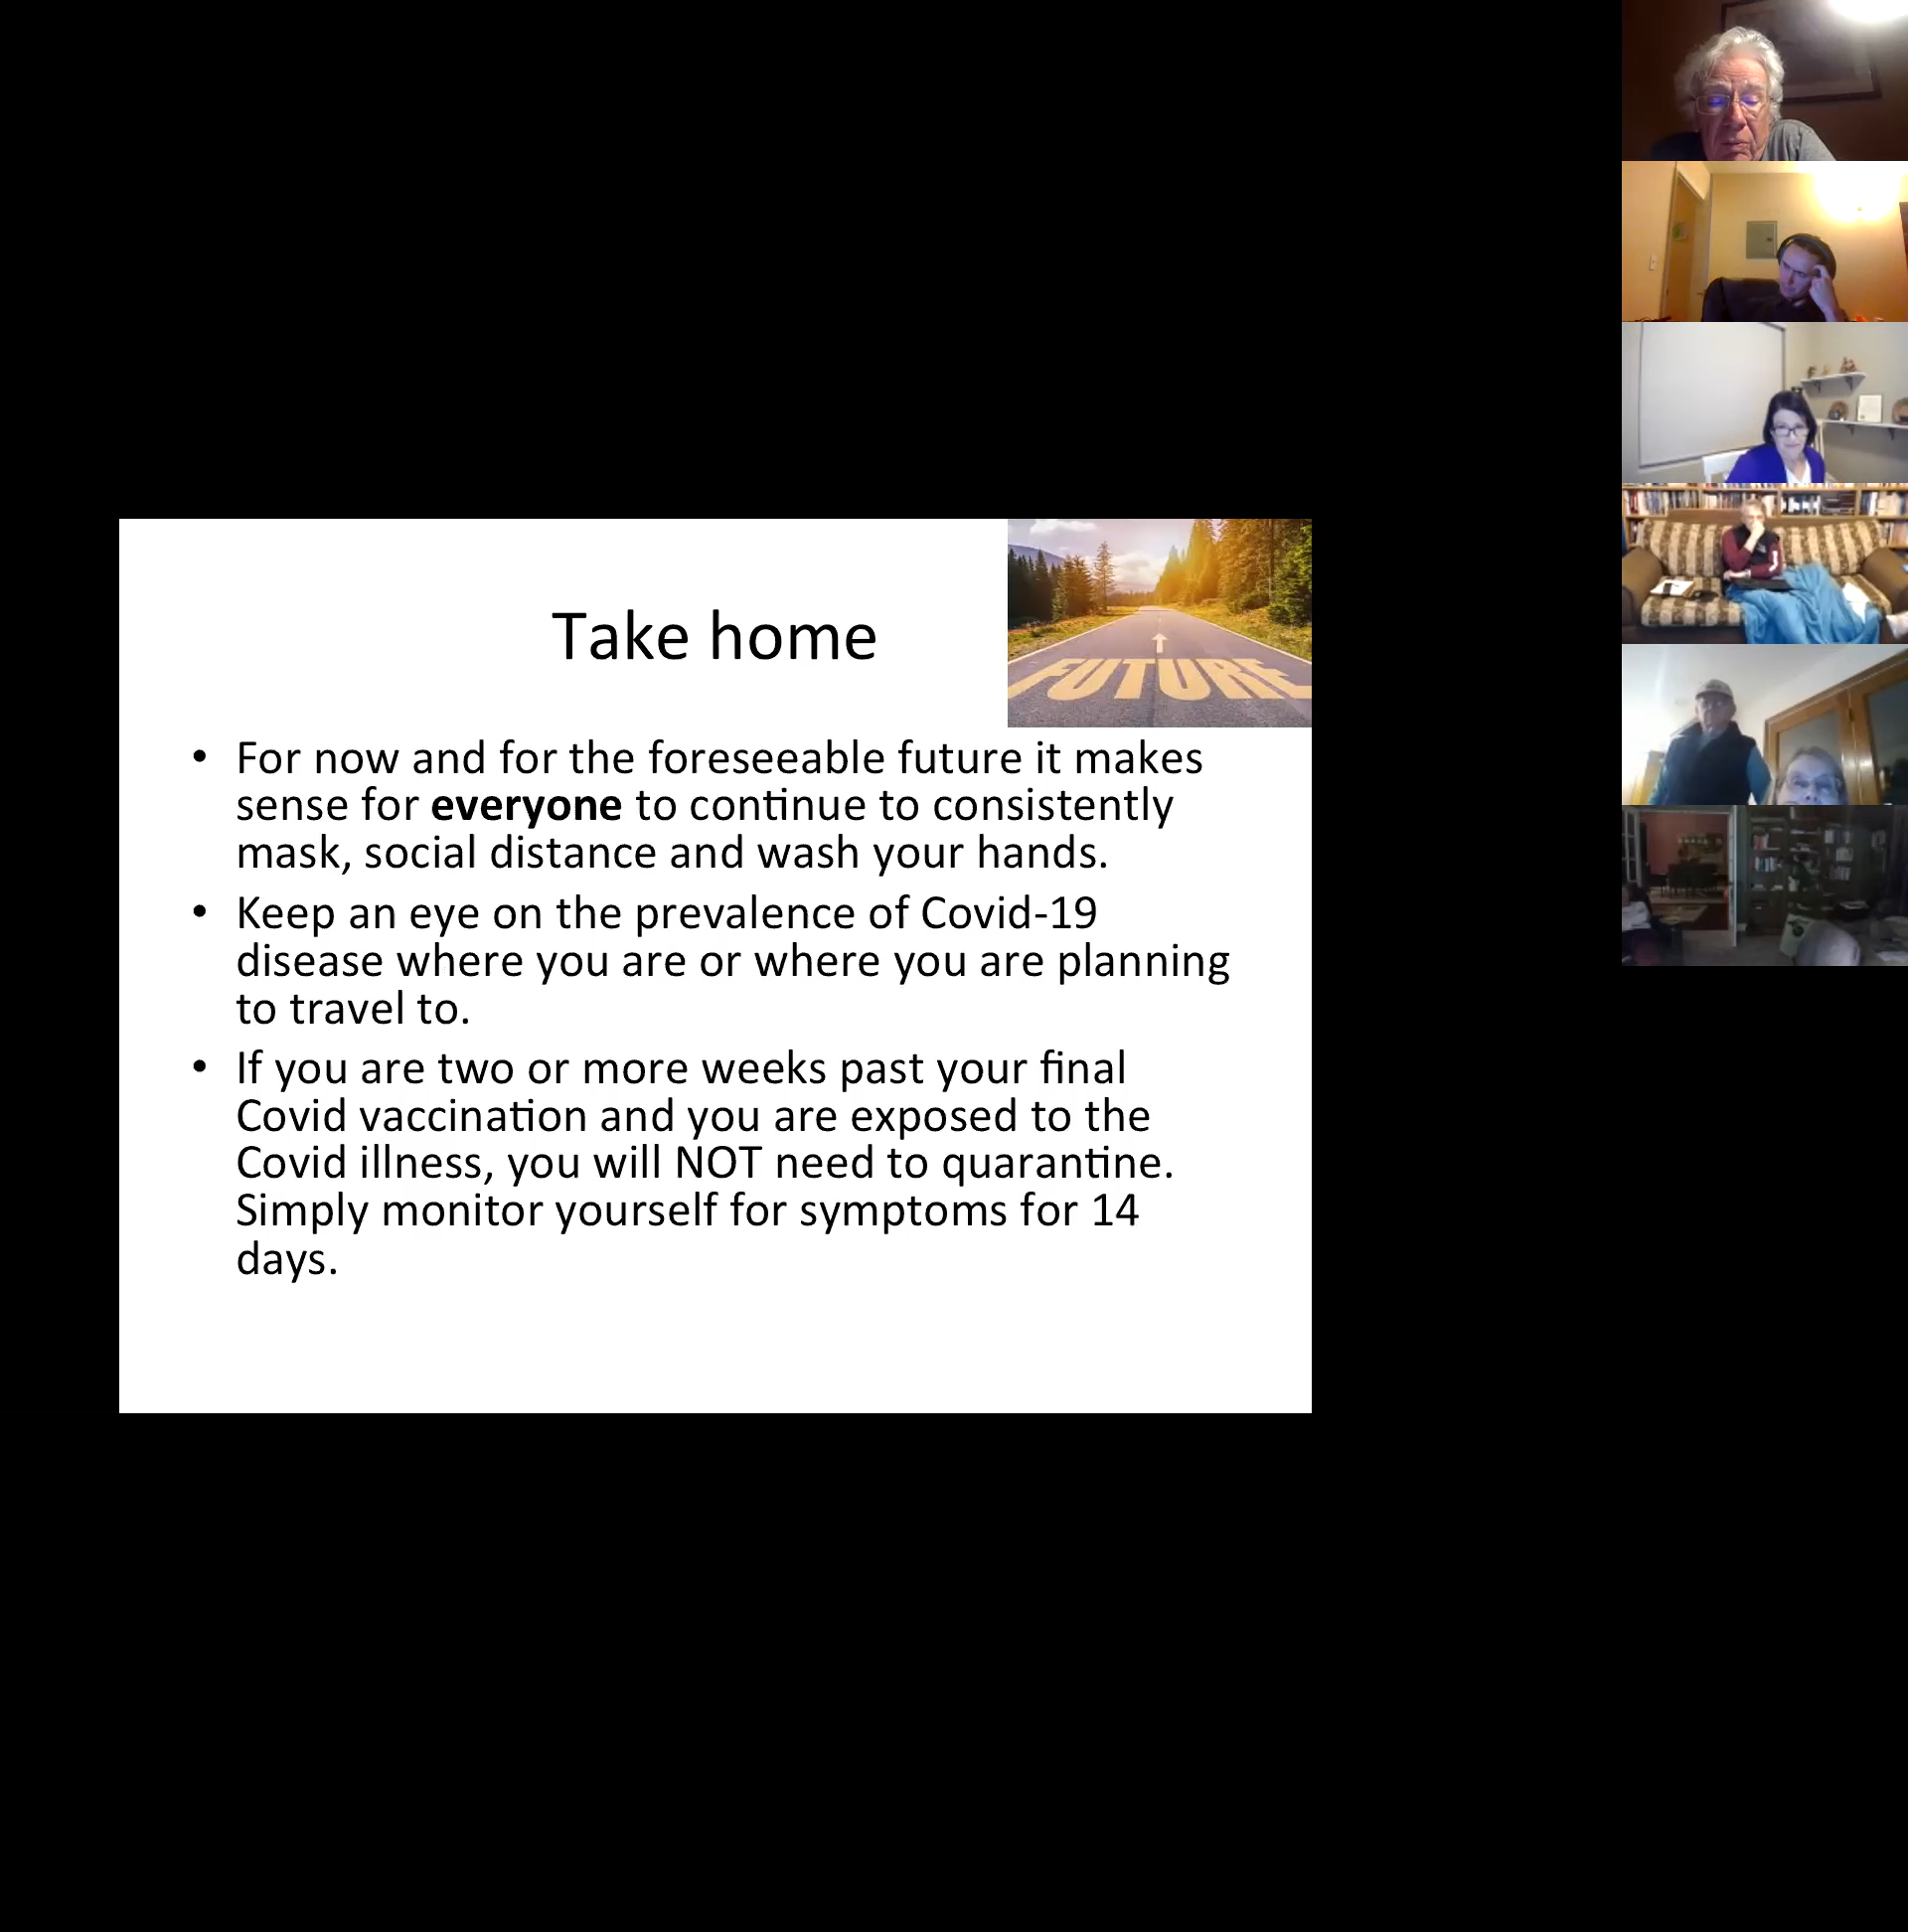 Take home
FUTURE
• For now and for the foreseeable future it makes
sense for everyone to continue to consistently
mask, social distance and wash your hands.
• Keep an eye on the prevalence of Covid-19
disease where you are or where you are planning
to travel to.
• If you are two or more weeks past your final
Covid vaccination and you are exposed to the
Covid illness, you will NOT need to quarantine.
Simply monitor yourself for symptoms for 14
days.